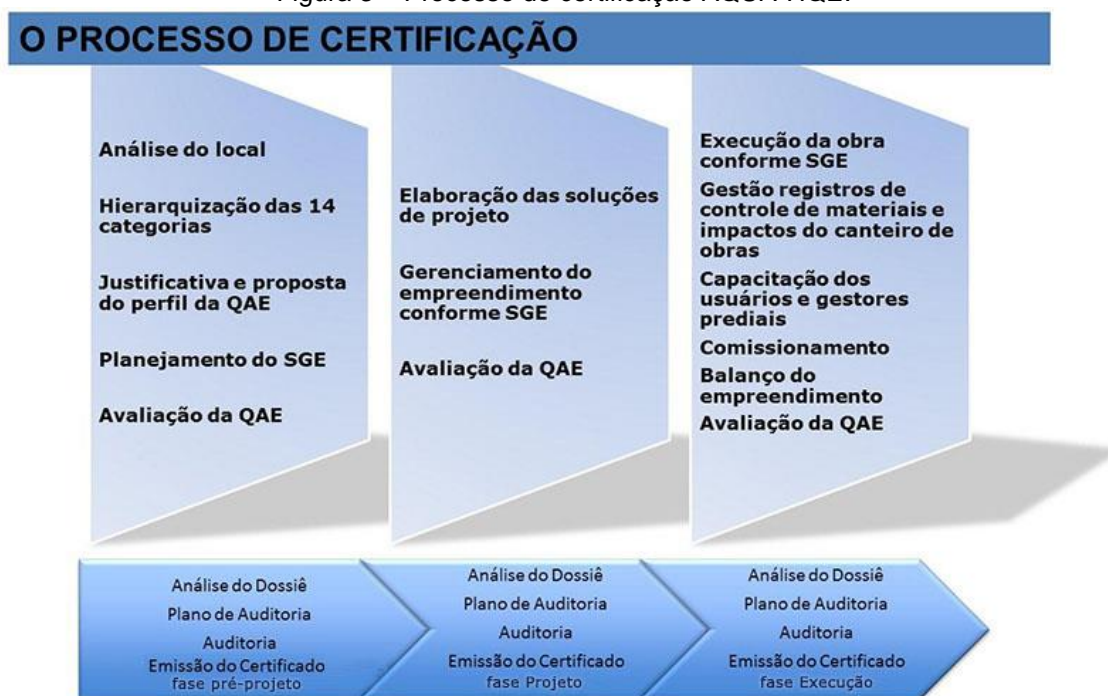 O PROCESSO DE CERTIFICAÇÃO
Análise do local
Hierarquização das 14
categorias
Justificativa e proposta
do perfil da QAE
Planejamento do SGE
Avaliação da QAE
Elaboração das soluções
de projeto
Gerenciamento do
empreendimento
conforme SGE
Avaliação da QAE
Execução da obra
conforme SGE
Gestão registros de
controle de materiais e
impactos do canteiro de
obras
Capacitação dos
usuários e gestores
prediais
Comissionamento
Balanço do
empreendimento
Avaliação da QAE
Análise do Dossiê
Plano de Auditoria
Auditoria
Emissão do Certificado
fase pré-projeto
Análise do Dossiê
Plano de Auditoria
Auditoria
Emissão do Certificado
fase Projeto
Análise do Dossiê
Plano de Auditoria
Auditoria
Emissão do Certificado
fase Execução